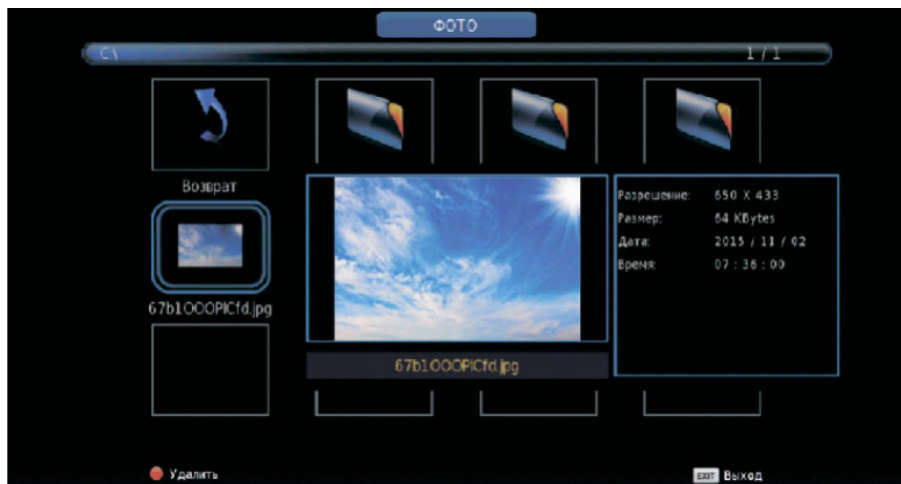 ФОТО
C\ 1 / 1
Возврат
Разрешение: 650 X 433
Размер: 64 KBytes
Дата: 2015 / 11 / 02
Время: 07 : 36 : 00
67b1OOOPICfd.jpg
67b1OOOPICfd.jpg
Удалить EXIT Выход